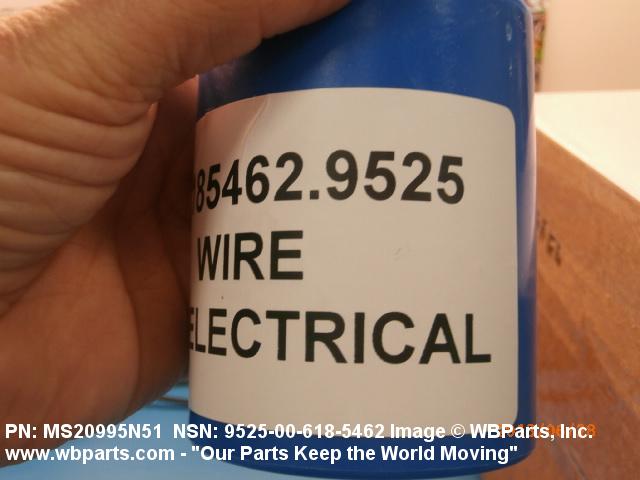 85462.9525
WIRE
ELECTRICAL
PN: MS20995N51 NSN: 9525-00-618-5462 Image © WBParts, Inc.
www.wbparts.com - "Our Parts Keep the World Moving"